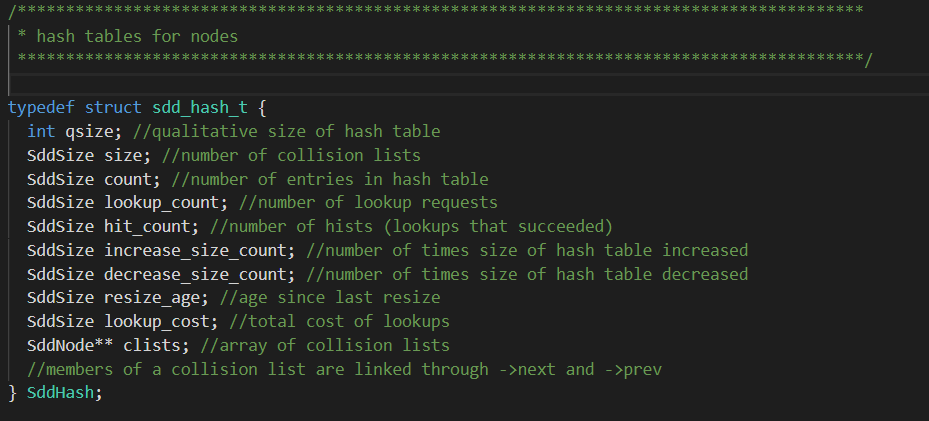 /****************************************************************************************
* hash tables for nodes
****************************************************************************************/
typedef struct sdd_hash_t {
int qsize; //qualitative size of hash table
SddSize size; //number of collision lists
SddSize count; //number of entries in hash table
SddSize lookup_count; //number of lookup requests
SddSize hit_count; //number of hists (lookups that succeeded)
SddSize increase_size_count; //number of times size of hash table increased
SddSize decrease_size_count; //number of times size of hash table decreased
SddSize resize_age; //age since last resize
SddSize lookup_cost; //total cost of lookups
SddNode** clists; //array of collision lists
//members of a collision list are linked through ->next and ->prev
} SddHash;